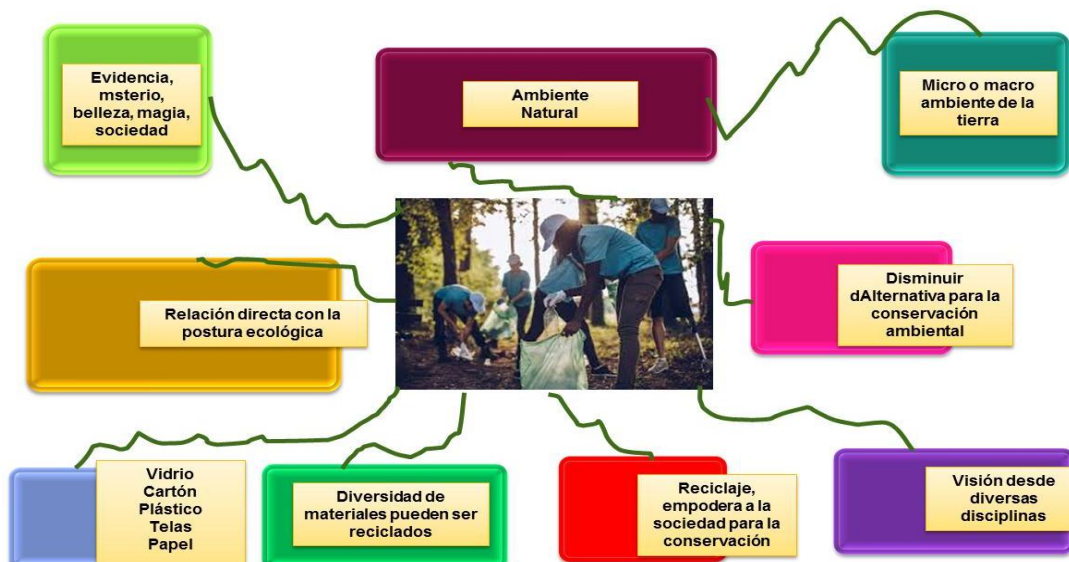 Evidencia,
msterio,
belleza, magia,
sociedad
Ambiente
Natural
Micro o macro
ambiente de la
tierra
Relación directa con la
postura ecológica
Disminuir
dAlternativa para la
conservación
ambiental
Vidrio
Cartón
Plástico
Telas
Papel
Diversidad de
materiales pueden ser
reciclados
Reciclaje,
empodera a la
sociedad para la
conservación
Visión desde
diversas
disciplinas